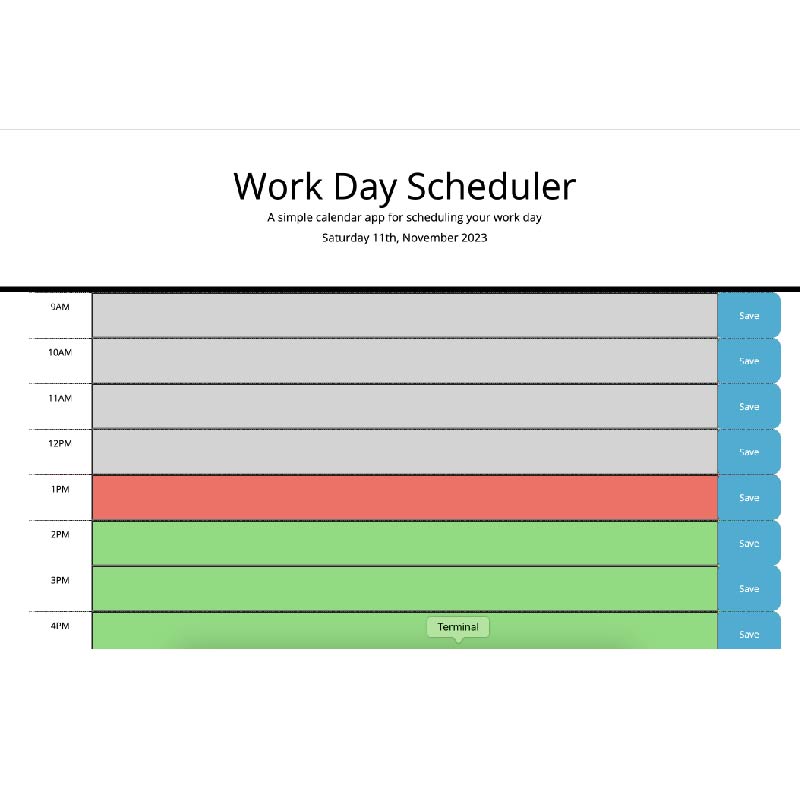 Work Day Scheduler
A simple calendar app for scheduling your work day
Saturday 11th, November 2023
9AM Save
10AM Save
11AM Save
12PM Save
1PM Save
2PM Save
3PM Save
4PM Terminal Save